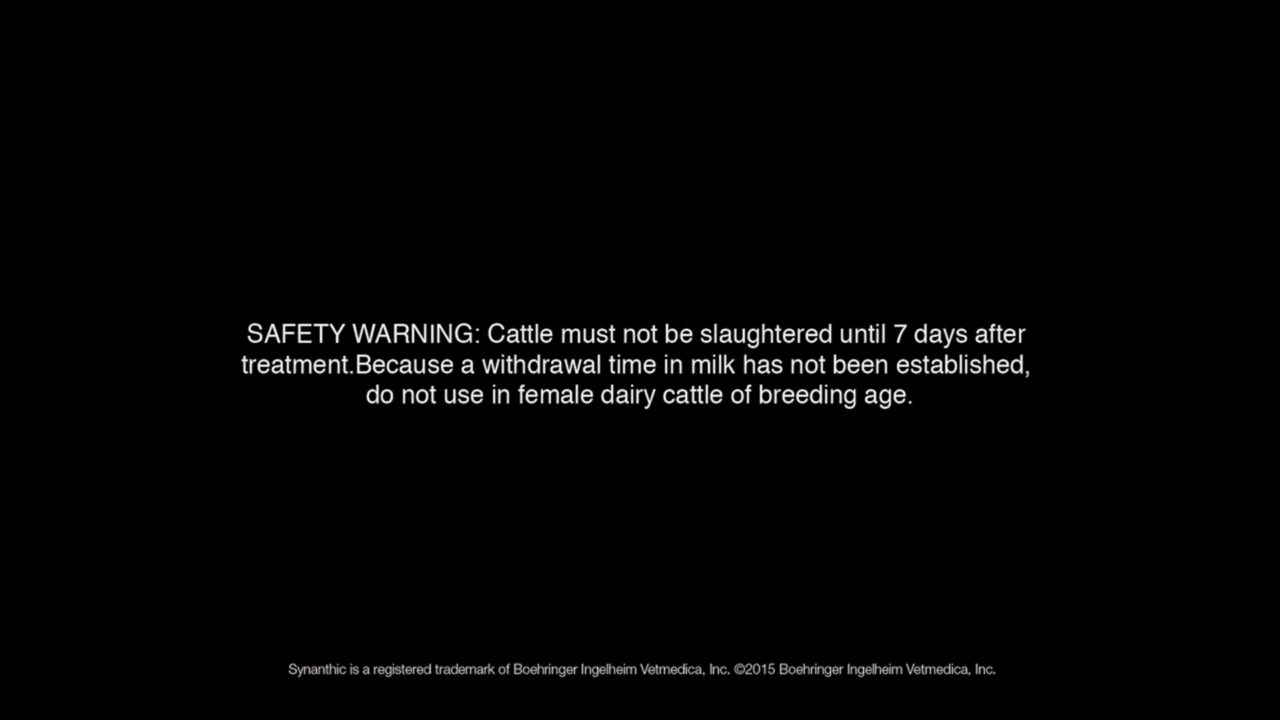 SAFETY WARNING: Cattle must not be slaughtered until 7 days after
treatment.Because a withdrawal time in milk has not been established,
do not use in female dairy cattle of breeding age.
Synanthic is a registered trademark of Boehringer Ingelheim Vetmedica, Inc. ©2015 Boehringer Ingelheim Vetmedica, Inc.